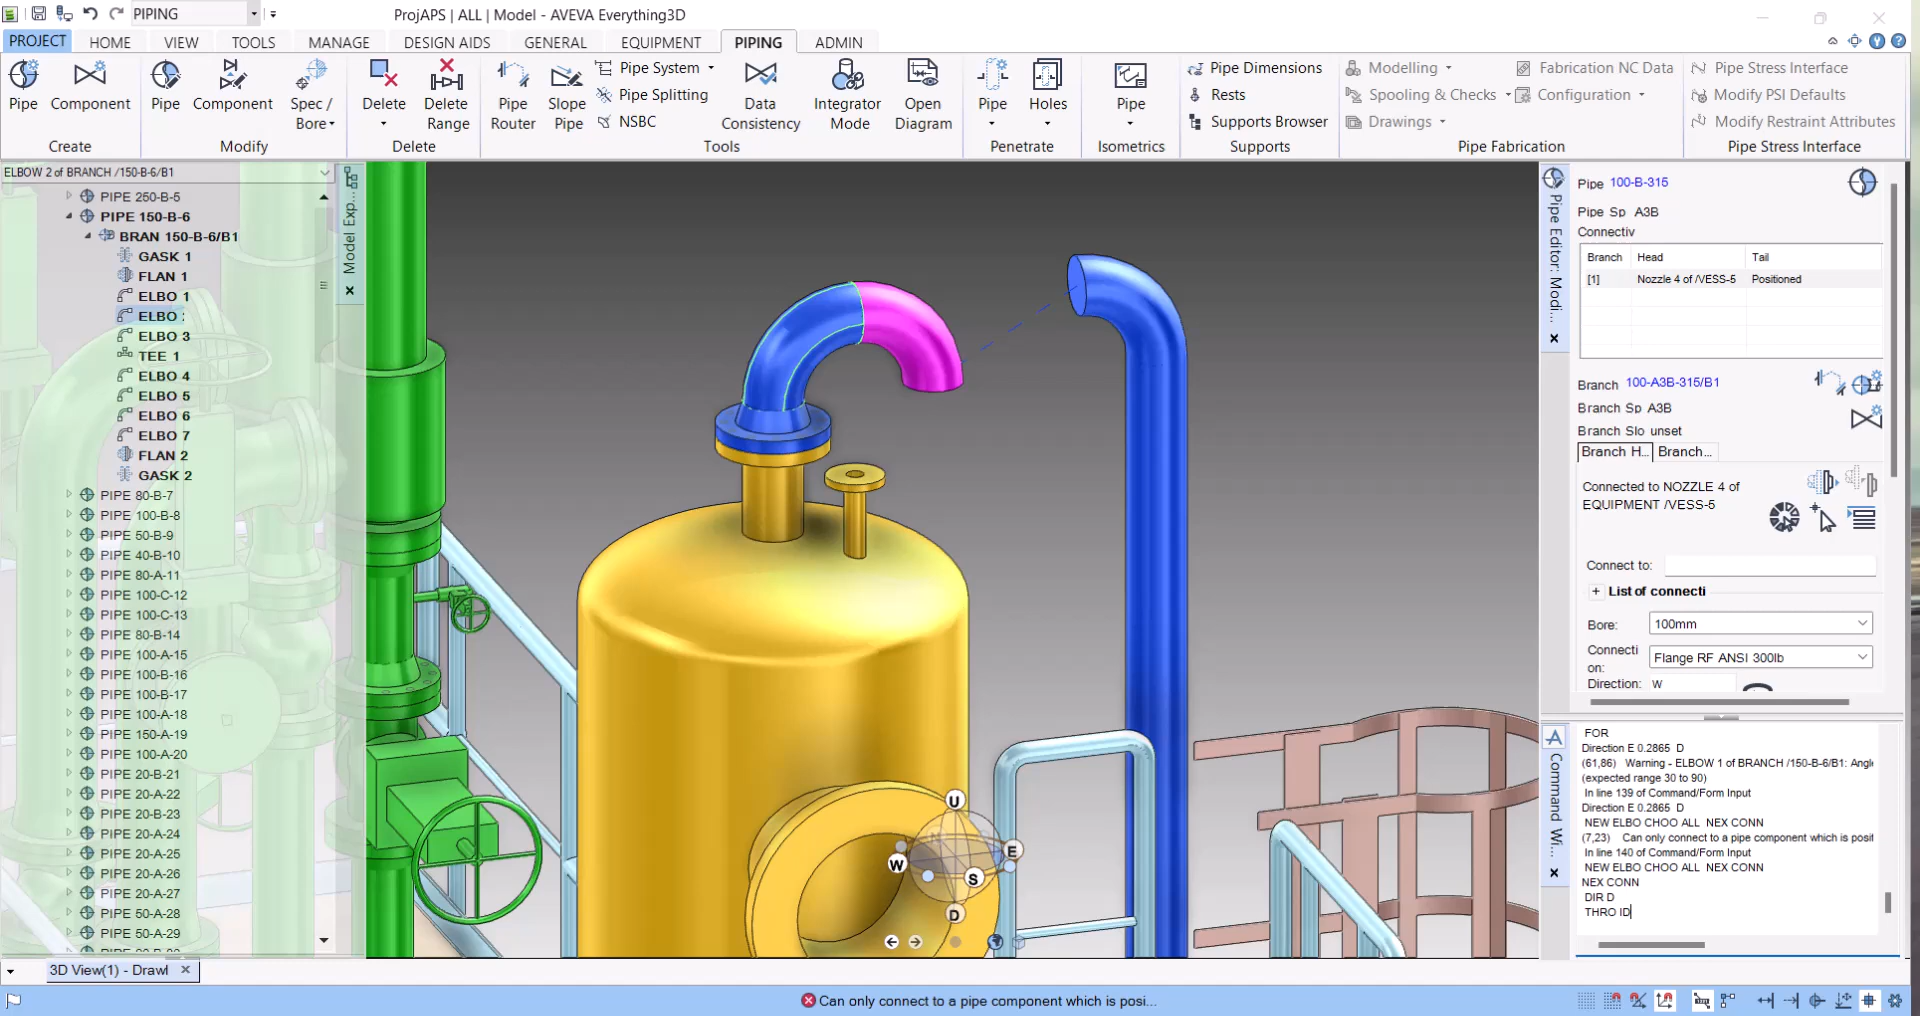 PIPING
ProjAPS | ALL | Model - AVEVA Everything3D
PROJECT HOME VIEW TOOLS MANAGE DESIGN AIDS GENERAL EQUIPMENT PIPING ADMIN
Pipe Component
Create
Pipe Component Spec / Bore
Modify
Delete Delete Range
Delete
Pipe Router Slope Pipe
Pipe System
Pipe Splitting
NSBC
Data Consistency Integrator Mode Open Diagram
Tools
Pipe Holes
Penetrate
Pipe
Isometrics
Pipe Dimensions
Rests
Supports Browser
Supports
Modelling
Spooling & Checks
Drawings
Fabrication NC Data
Configuration
Pipe Fabrication
Pipe Stress Interface
Modify PSI Defaults
Modify Restraint Attributes
Pipe Stress Interface
ELBOW 2 of BRANCH /150-B-6/B1
PIPE 250-B-5
PIPE 150-B-6
BRAN 150-B-6/B1
GASK 1
FLAN 1
ELBO 1
ELBO
ELBO 3
TEE 1
ELBO 4
ELBO 5
ELBO 6
ELBO 7
FLAN 2
GASK 2
PIPE 80-B-7
PIPE 100-B-8
PIPE 50-B-9
PIPE 40-B-10
PIPE 80-A-11
PIPE 100-C-12
PIPE 100-C-13
PIPE 80-B-14
PIPE 100-A-15
PIPE 100-B-16
PIPE 100-B-17
PIPE 100-A-18
PIPE 150-A-19
PIPE 100-A-20
PIPE 20-B-21
PIPE 20-A-22
PIPE 20-B-23
PIPE 20-A-24
PIPE 20-A-25
PIPE 20-A-26
PIPE 20-A-27
PIPE 50-A-28
PIPE 50-A-29
Model Exp...
U
E
W
S
D
Pipe Editor: Modi...
Pipe 100-B-315
Pipe Sp A3B
Connectiv
Branch Head Tail
[1] Nozzle 4 of /VESS-5 Positioned
Branch 100-A3B-315/B1
Branch Sp A3B
Branch Slo unset
Branch H... Branch...
Connected to NOZZLE 4 of
EQUIPMENT /VESS-5
Connect to:
+ List of connecti
Bore: 100mm
Connecti
on: Flange RF ANSI 300lb
Direction: W
Command Wi...
FOR
Direction E 0.2865 D
(61,86) Warning - ELBOW 1 of BRANCH /150-B-6/B1: Angl
(expected range 30 to 90)
In line 139 of Command/Form Input
Direction E 0.2865 D
NEW ELBO CHOO ALL NEX CONN
(7,23) Can only connect to a pipe component which is posit
In line 140 of Command/Form Input
NEW ELBO CHOO ALL NEX CONN
NEX CONN
DIR D
THRO ID
3D View(1) - Drawl
Can only connect to a pipe component which is posi...